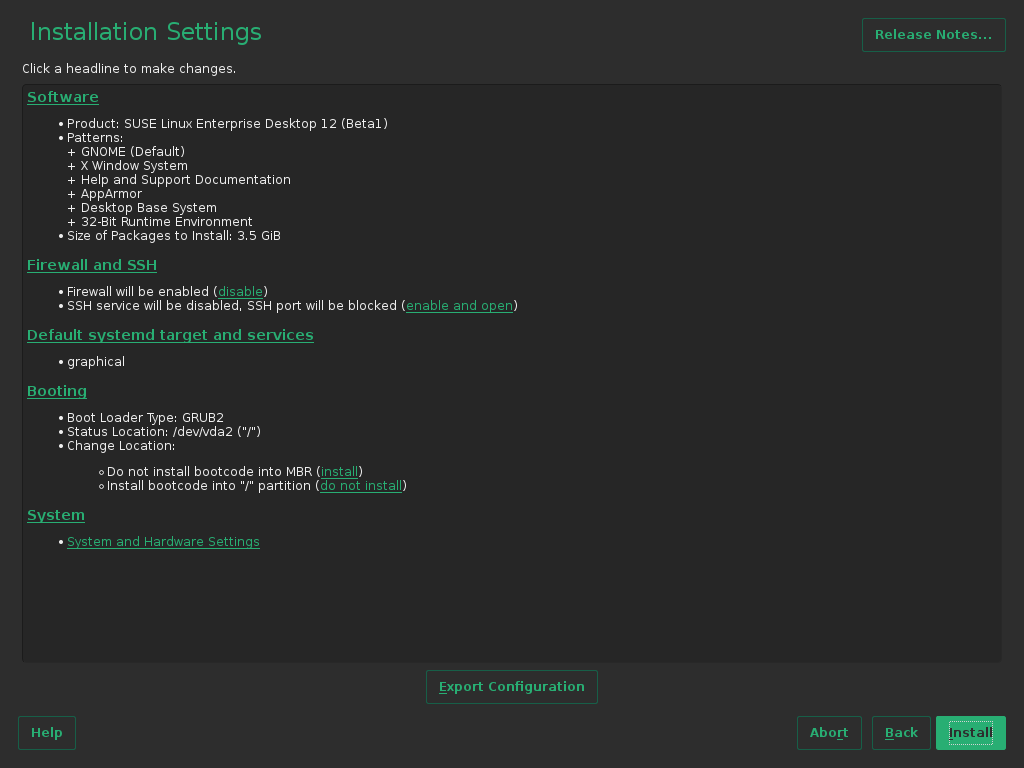 Installation Settings
Release Notes...
Click a headline to make changes.
Software
• Product: SUSE Linux Enterprise Desktop 12 (Beta1)
• Patterns:
+ GNOME (Default)
+ X Window System
+ Help and Support Documentation
+ AppArmor
+ Desktop Base System
+ 32-Bit Runtime Environment
• Size of Packages to Install: 3.5 GiB
Firewall and SSH
• Firewall will be enabled (disable)
• SSH service will be disabled, SSH port will be blocked (enable and open)
Default systemd target and services
• graphical
Booting
• Boot Loader Type: GRUB2
• Status Location: /dev/vda2 ("/")
• Change Location:
◦ Do not install bootcode into MBR (install)
◦ Install bootcode into "/" partition (do not install)
System
• System and Hardware Settings
Export Configuration
Help
Abort
Back
Install